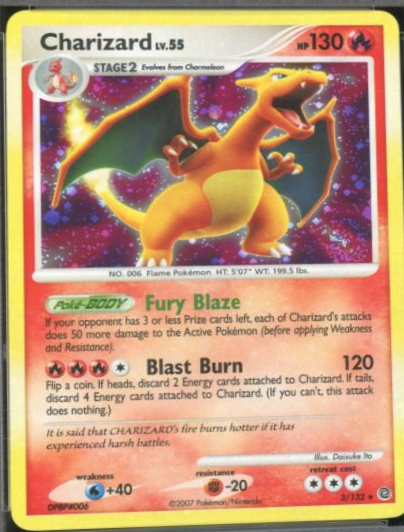 Charizard LV.55 HP 130
STAGE2 Evolves from Charmeleon
NO. 006 Flame Pokémon HT: 5'07" WT: 199.5 lbs.
Poké-BODY Fury Blaze
If your opponent has 3 or less Prize cards left, each of Charizard's attacks
does 50 more damage to the Active Pokémon (before applying Weakness
and Resistance).
Blast Burn 120
Flip a coin. If heads, discard 2 Energy cards attached to Charizard. If tails,
discard 4 Energy cards attached to Charizard. (If you can't, this attack
does nothing.)
It is said that CHARIZARD's fire burns hotter if it has
experienced harsh battles.
Illus. Daisuke Ito
weakness resistance retreat cost
+40 -20
DPBP#006 ©2007 Pokémon/Nintendo 3/132 ★